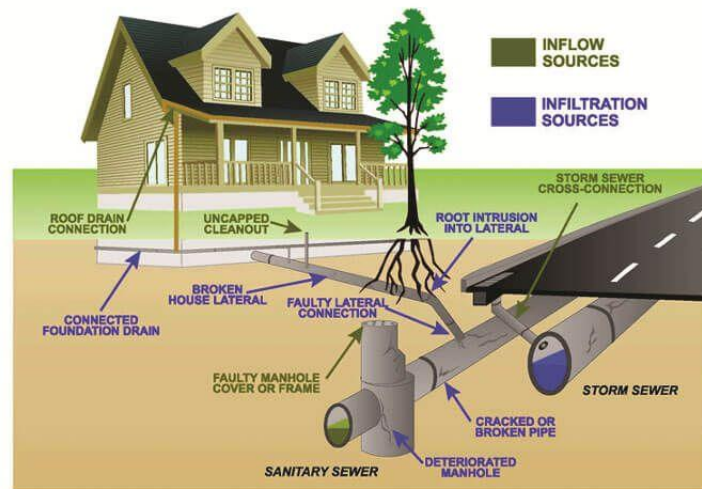 INFLOW
SOURCES
INFILTRATION
SOURCES
STORM SEWER
CROSS-CONNECTION
ROOF DRAIN
CONNECTION
UNCAPPED
CLEANOUT
ROOT INTRUSION
INTO LATERAL
BROKEN
HOUSE LATERAL
FAULTY LATERAL
CONNECTION
CONNECTED
FOUNDATION DRAIN
FAULTY MANHOLE
COVER OR FRAME
STORM SEWER
CRACKED OR
BROKEN PIPE
SANITARY SEWER
DETERIORATED
MANHOLE